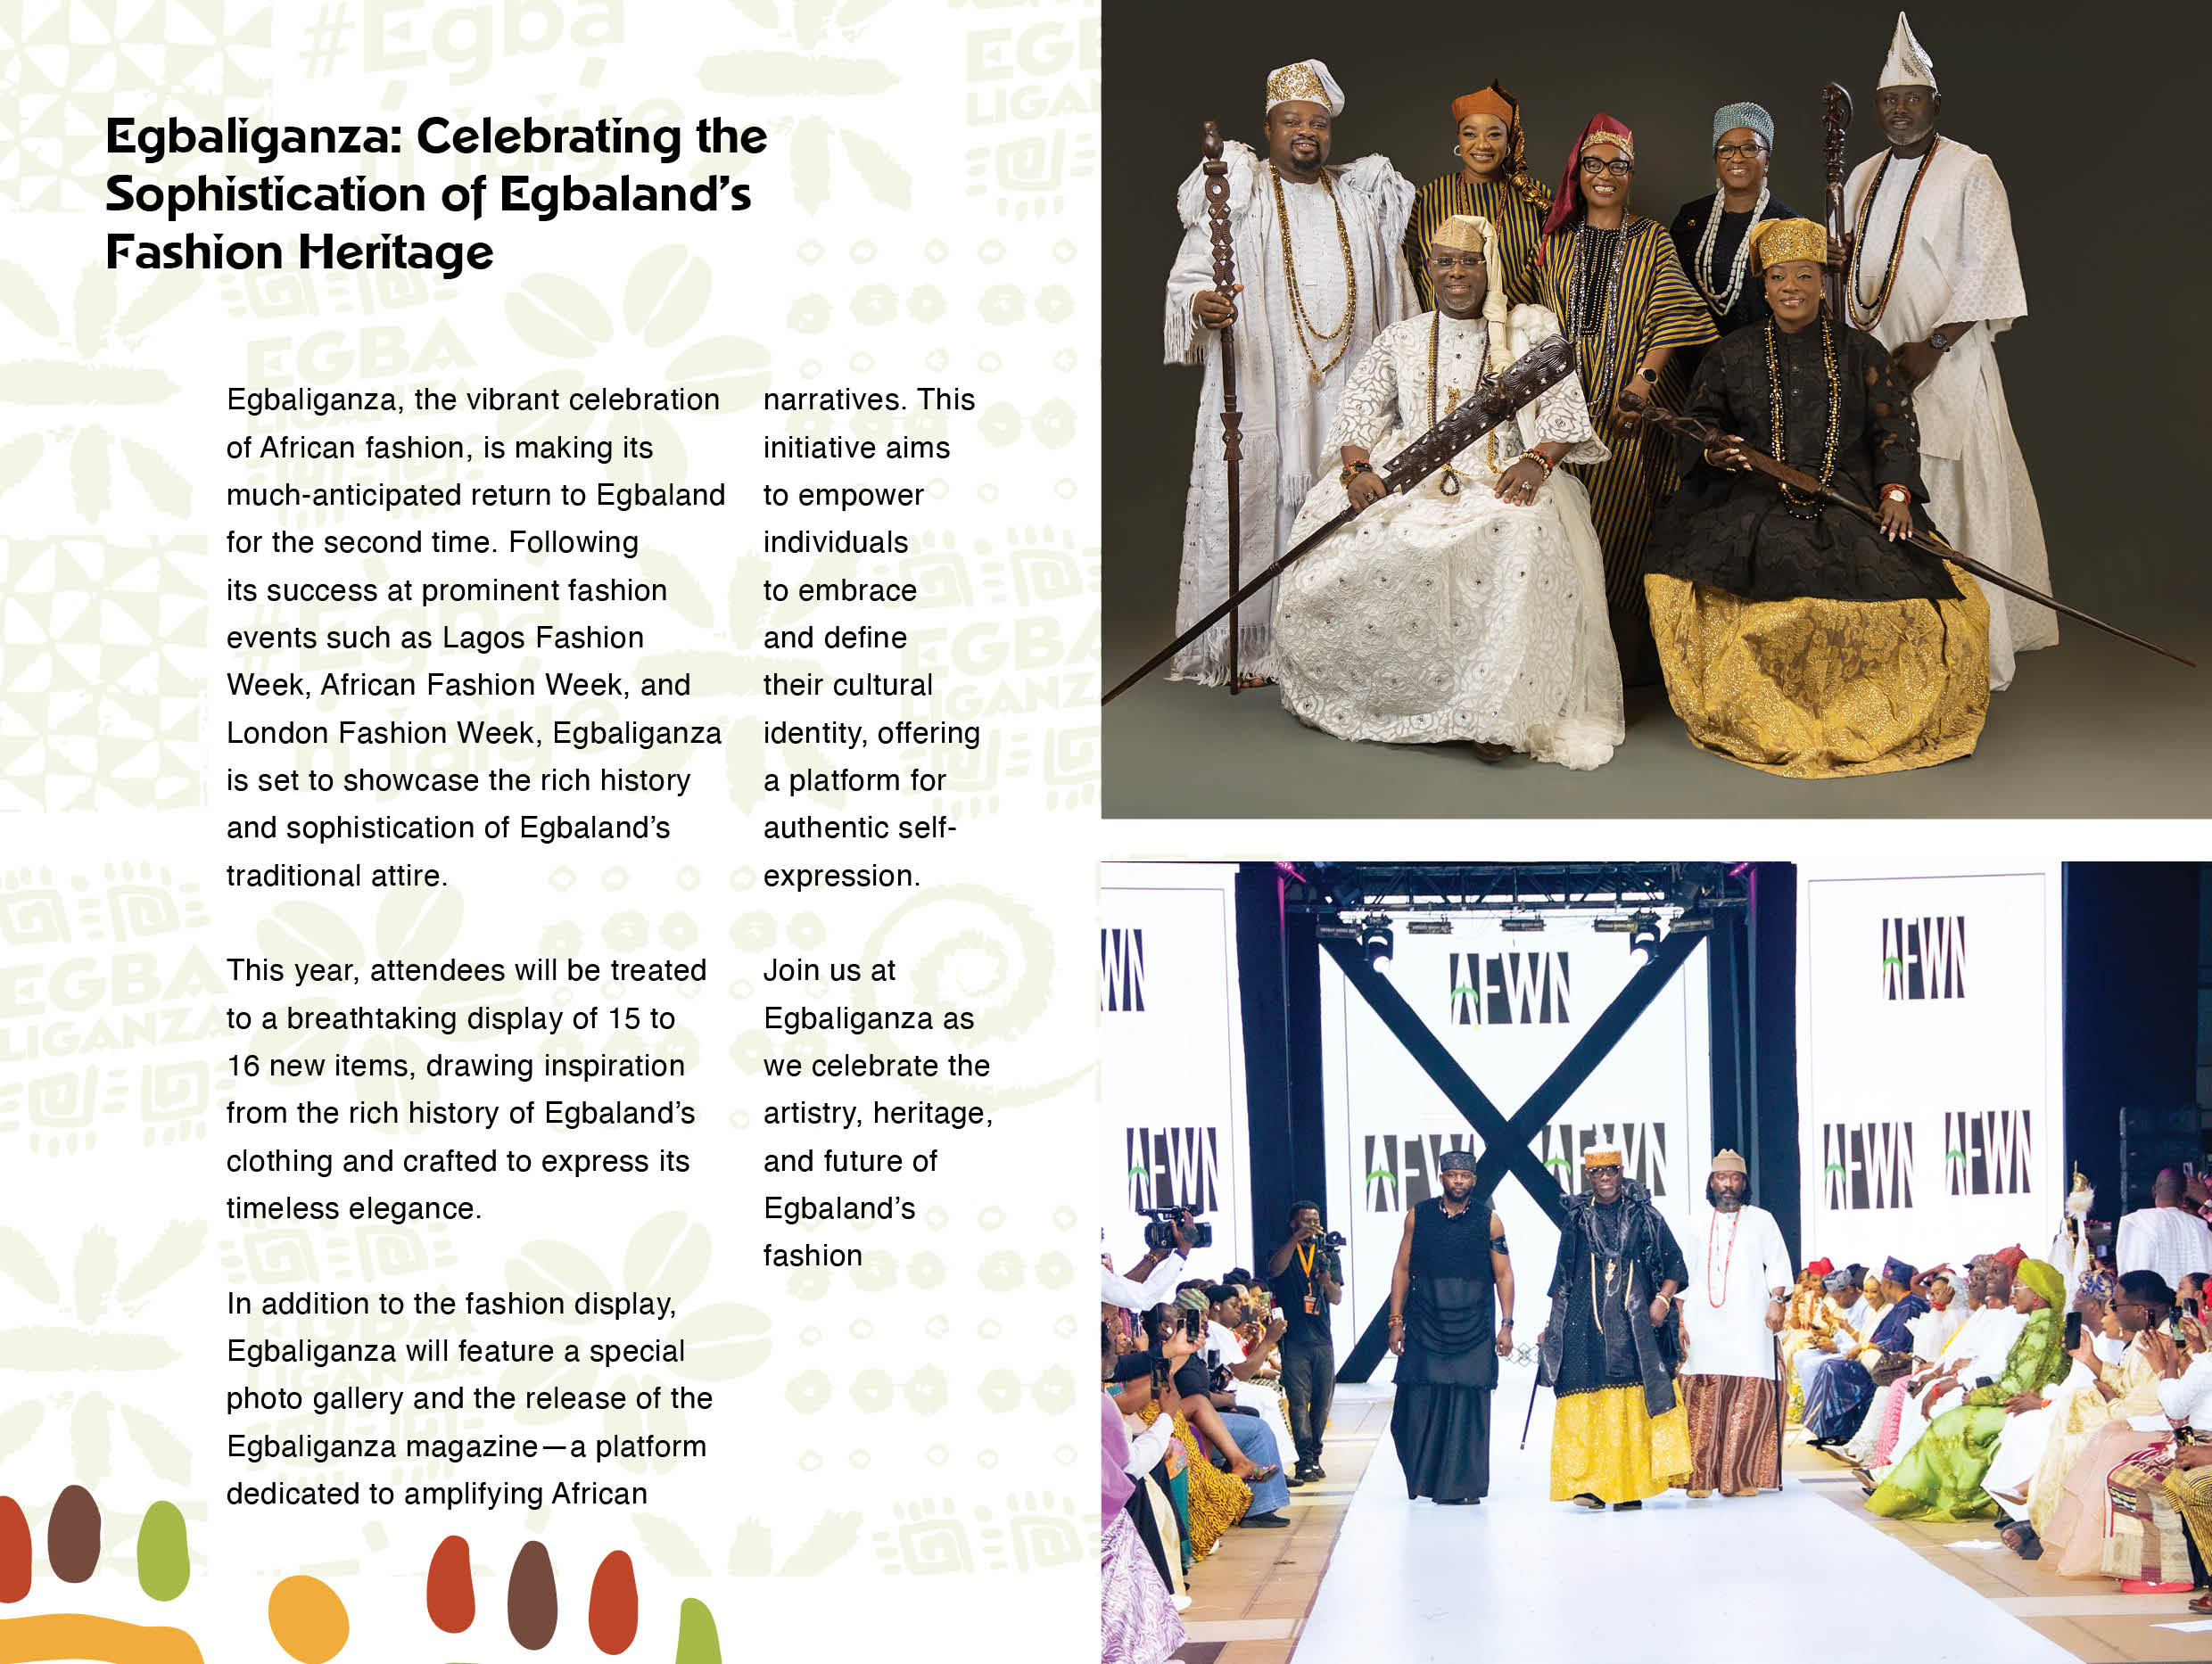 Egbaliganza: Celebrating the
Sophistication of Egbaland's
Fashion Heritage
Egbaliganza, the vibrant celebration
of African fashion, is making its
much-anticipated return to Egbaland
for the second time. Following
its success at prominent fashion
events such as Lagos Fashion
Week, African Fashion Week, and
London Fashion Week, Egbaliganza
is set to showcase the rich history
and sophistication of Egbaland's
traditional attire.
This year, attendees will be treated
to a breathtaking display of 15 to
16 new items, drawing inspiration
from the rich history of Egbaland's
clothing and crafted to express its
timeless elegance.
In addition to the fashion display,
Egbaliganza will feature a special
photo gallery and the release of the
Egbaliganza magazine—a platform
dedicated to amplifying African
narratives. This
initiative aims
to empower
individuals
to embrace
and define
their cultural
identity, offering
a platform for
authentic self-
expression.
Join us at
Egbaliganza as
we celebrate the
artistry, heritage,
and future of
Egbaland's
fashion
#Egba
EGBA
LIGANZA
EGBA
LIGANZA
EGBA
LIGANZA
AFWN
AFWN
AFWN
AFWN
AFWN